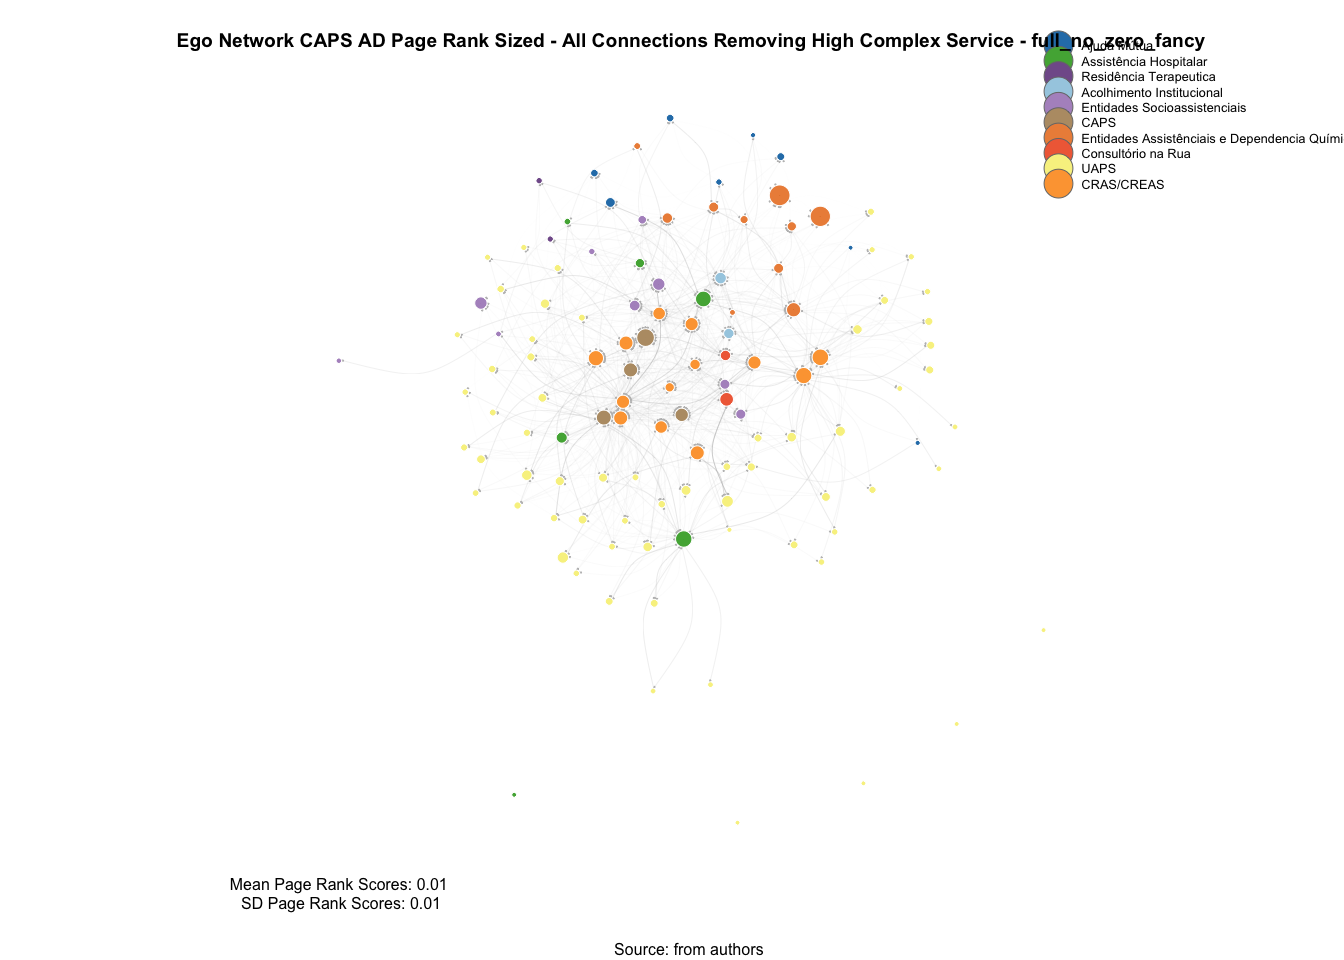 Ego Network CAPS AD Page Rank Sized - All Connections Removing High Complex Service - full_no_zero_fancy
Ajuda Mútua
Assistência Hospitalar
Residência Terapeutica
Acolhimento Institucional
Entidades Socioassistenciais
CAPS
Entidades Assistênciais e Dependencia Quími
Consultório na Rua
UAPS
CRAS/CREAS
Mean Page Rank Scores: 0.01
SD Page Rank Scores: 0.01
Source: from authors